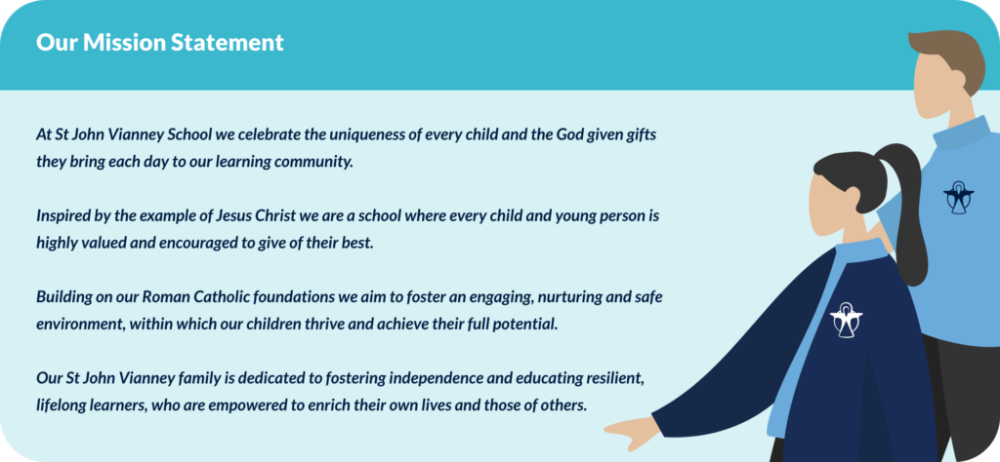 Our Mission Statement
At St John Vianney School we celebrate the uniqueness of every child and the God given gifts
they bring each day to our learning community.
Inspired by the example of Jesus Christ we are a school where every child and young person is
highly valued and encouraged to give of their best.
Building on our Roman Catholic foundations we aim to foster an engaging, nurturing and safe
environment, within which our children thrive and achieve their full potential.
Our St John Vianney family is dedicated to fostering independence and educating resilient,
lifelong learners, who are empowered to enrich their own lives and those of others.